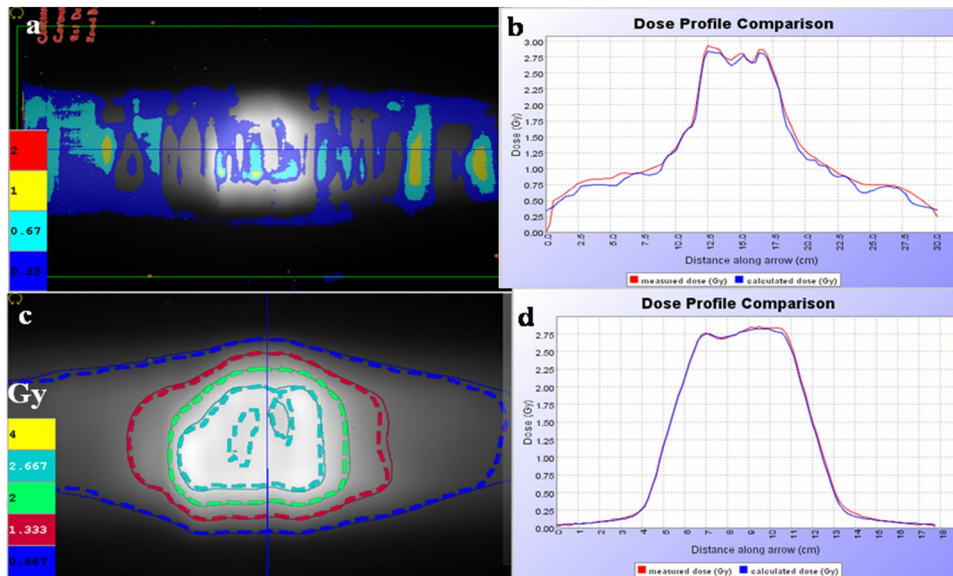 a
2
1
0.67
0.33
b
Dose Profile Comparison
Dose (Gy)
3.00
2.75
2.50
2.25
2.00
1.75
1.50
1.25
1.00
0.75
0.50
0.25
0.00
0.0 2.5 5.0 7.5 10.0 12.5 15.0 17.5 20.0 22.5 25.0 27.5 30.0
Distance along arrow (cm)
measured dose (Gy) calculated dose (Gy)
c
Gy
4
2.667
2
1.333
0.667
d
Dose Profile Comparison
Dose (Gy)
2.75
2.50
2.25
2.00
1.75
1.50
1.25
1.00
0.75
0.50
0.25
0.00
0 1 2 3 4 5 6 7 8 9 10 11 12 13 14 15 16 17 18
Distance along arrow (cm)
measured dose (Gy) calculated dose (Gy)